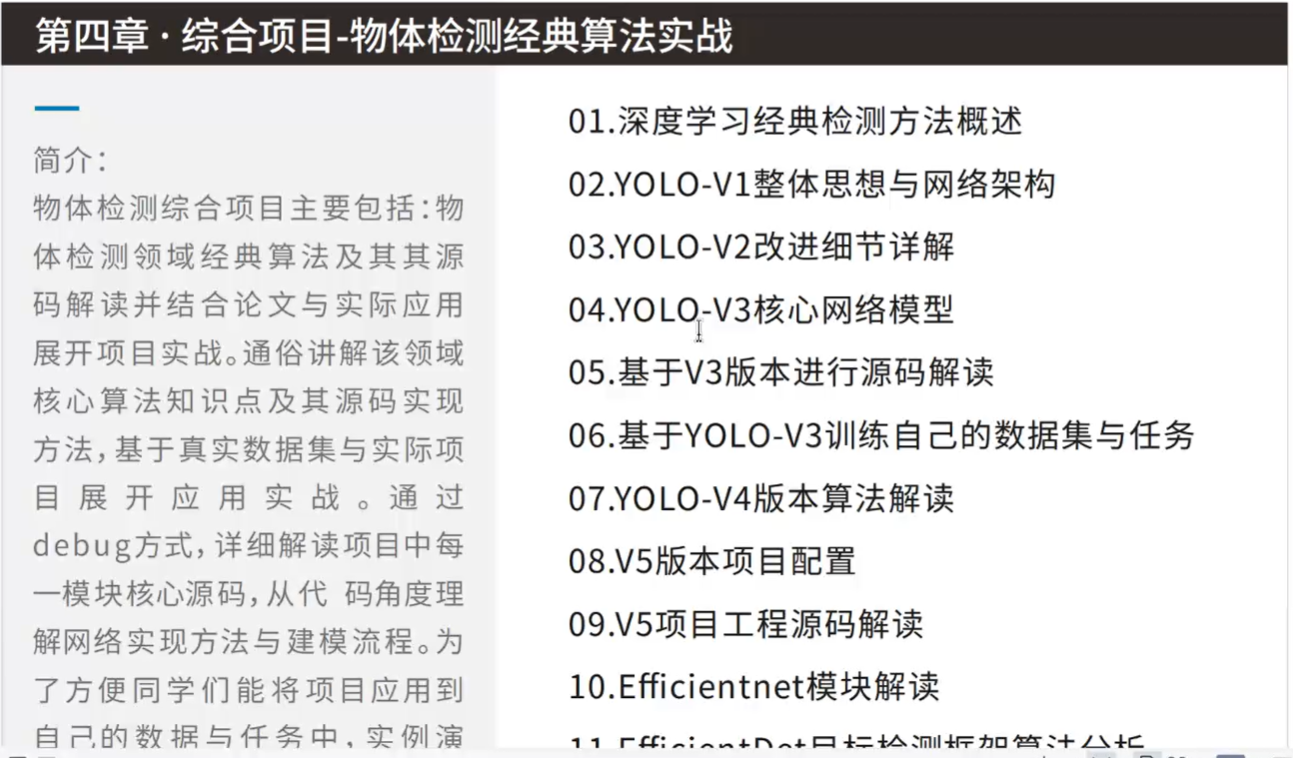 第四章 · 综合项目-物体检测经典算法实战
简介：
物体检测综合项目主要包括：物
体检测领域经典算法及其其源
码解读并结合论文与实际应用
展开项目实战。通俗讲解该领域
核心算法知识点及其源码实现
方法，基于真实数据集与实际项
目展开应用实战。通过
debug方式，详细解读项目中每
一模块核心源码，从代 码角度理
解网络实现方法与建模流程。为
了方便同学们能将项目应用到
自己的数据与任务中，实例演
01.深度学习经典检测方法概述
02.YOLO-V1整体思想与网络架构
03.YOLO-V2改进细节详解
04.YOLO-V3核心网络模型
05.基于V3版本进行源码解读
06.基于YOLO-V3训练自己的数据集与任务
07.YOLO-V4版本算法解读
08.V5版本项目配置
09.V5项目工程源码解读
10.Efficientnet模块解读
11.EfficientDet目标检测框架算法分析